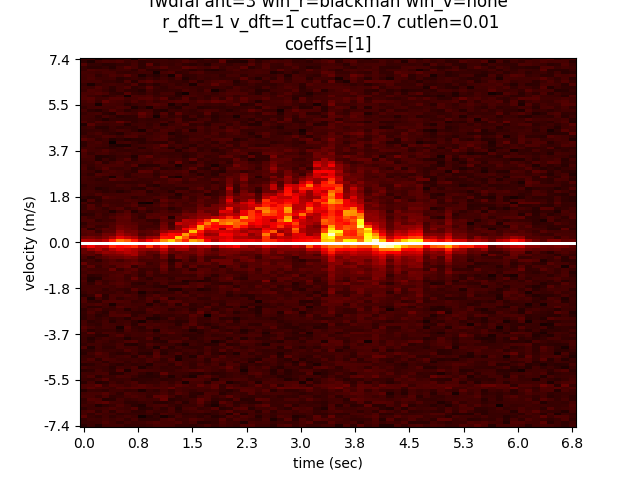 fwdfal ant=3 win_r=blackman win_v=none
r_dft=1 v_dft=1 cutfac=0.7 cutlen=0.01
coeffs=[1]
7.4
5.5
3.7
1.8
0.0
-1.8
-3.7
-5.5
-7.4
velocity (m/s)
0.0 0.8 1.5 2.3 3.0 3.8 4.5 5.3 6.0 6.8
time (sec)